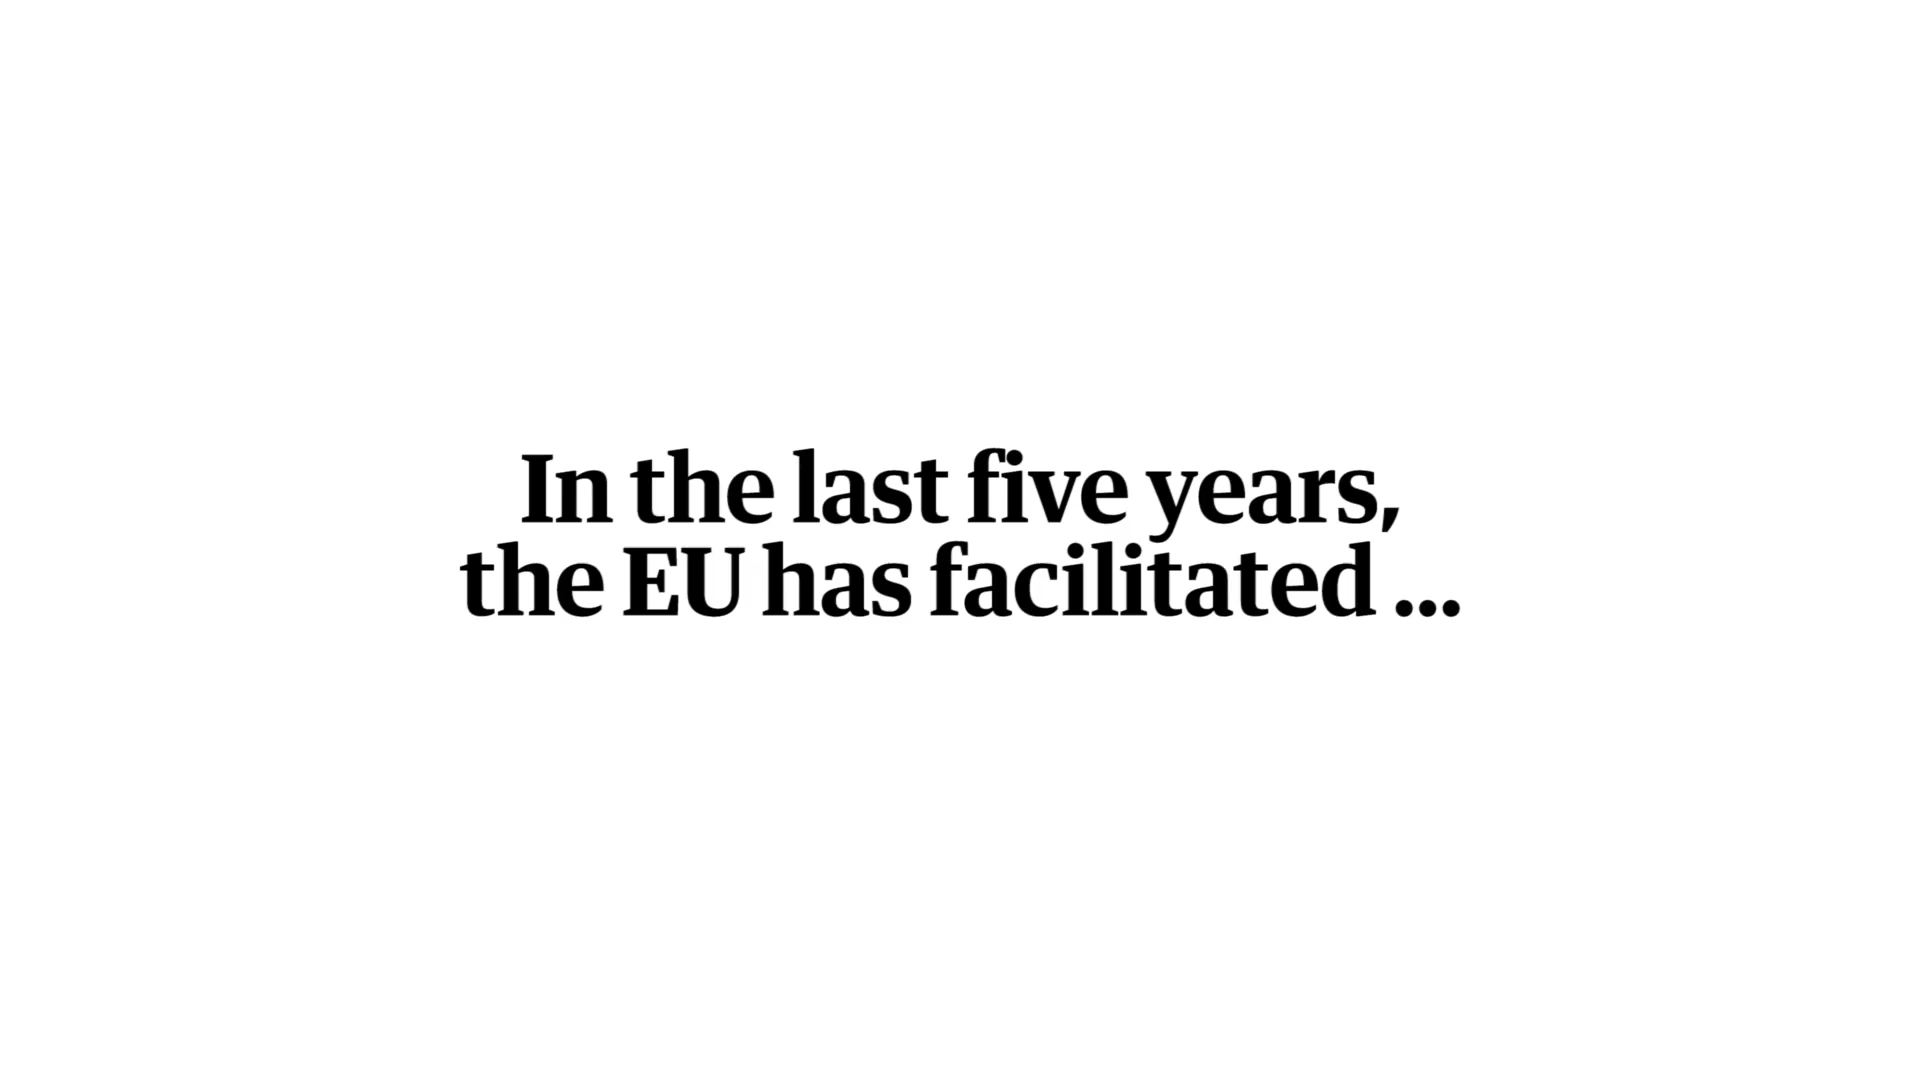 In the last five years,
the EU has facilitated ...